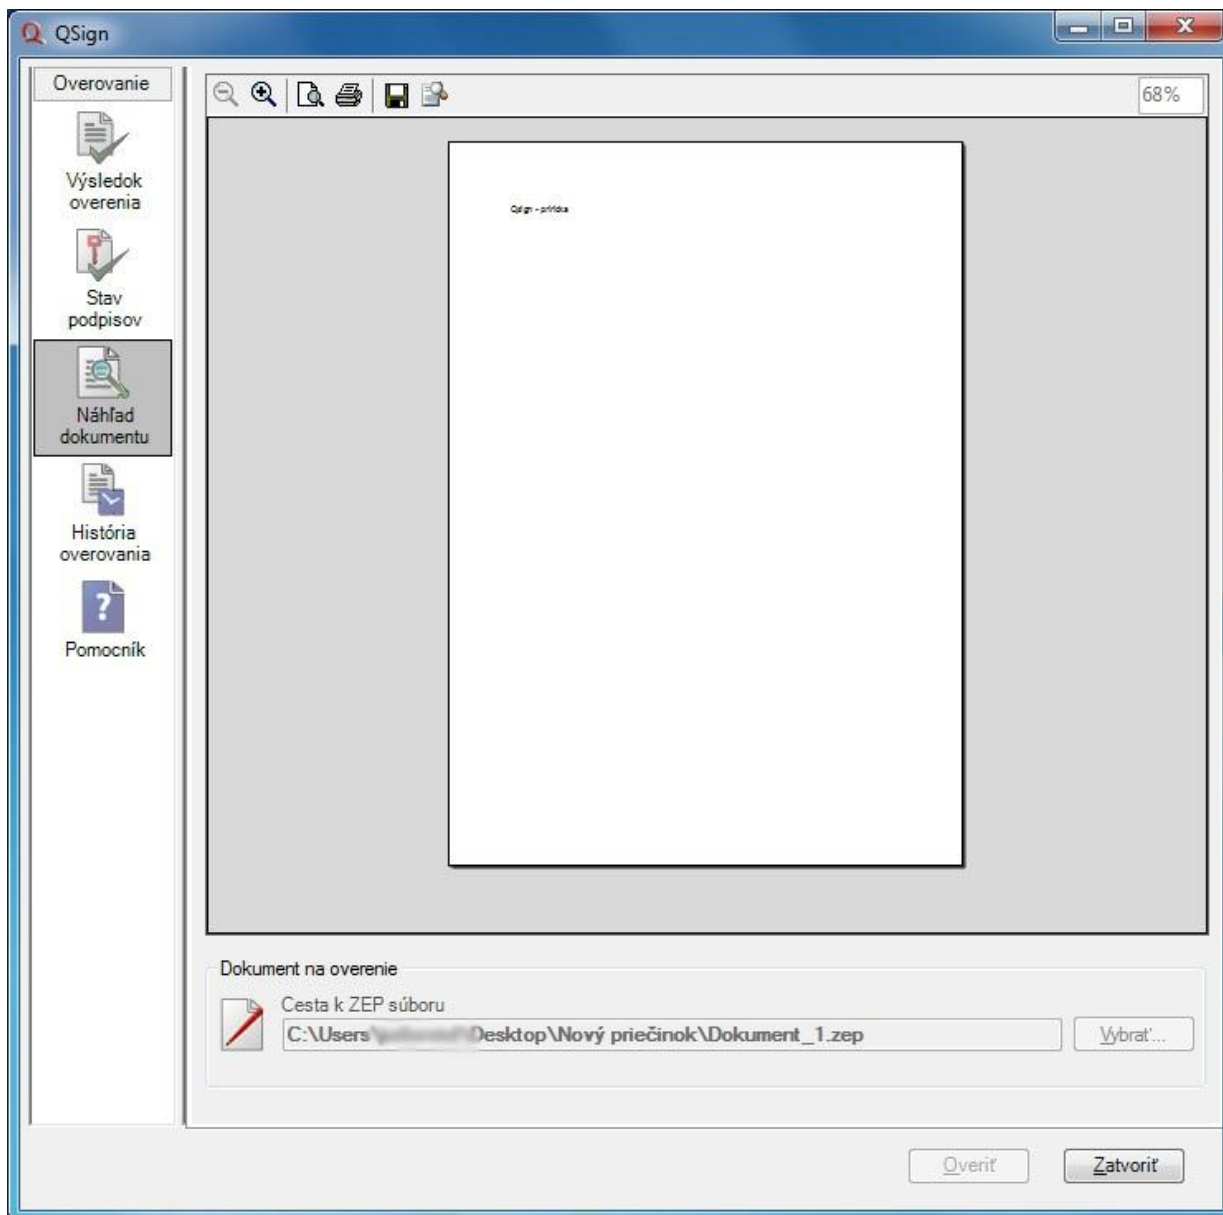 QSign
Overovanie
68%
Výsledok
overenia
Stav
podpisov
Náhľad
dokumentu
História
overovania
Pomocník
QSign - príručka
Dokument na overenie
Cesta k ZEP súboru
C:\Users\ \Desktop\Nový priečinok\Dokument_1.zep
Vybrať...
Overiť
Zatvoriť